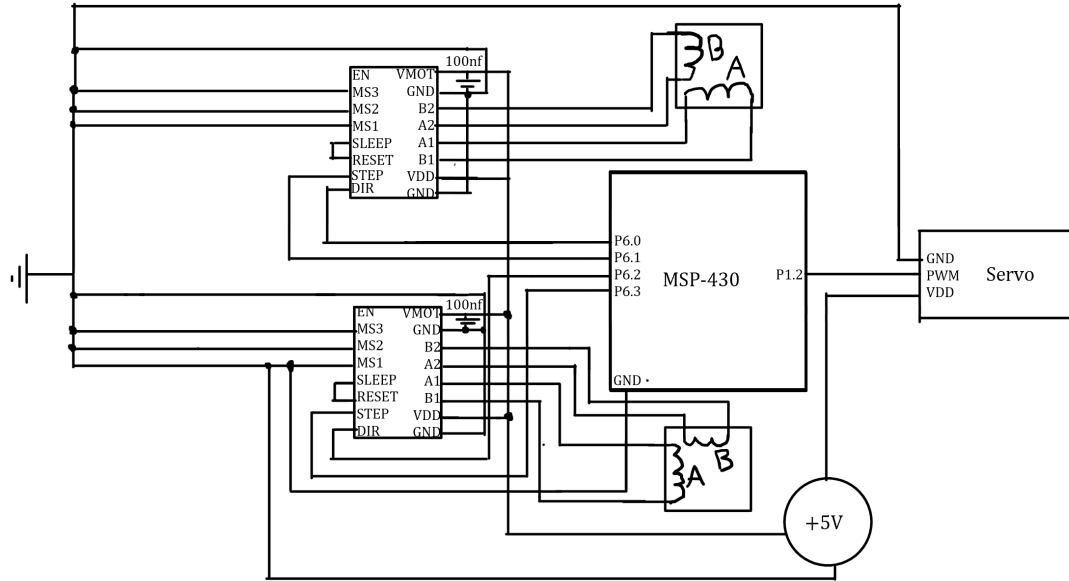 100nf
EN
VMOT
MS3
GND
MS2
B2
MS1
A2
SLEEP
A1
RESET
B1
STEP
VDD
DIR
GND
B
A
P6.0
P6.1
P6.2
P6.3
MSP-430
P1.2
GND
GND
PWM
VDD
Servo
100nf
EN
VMOT
MS3
GND
MS2
B2
MS1
A2
SLEEP
A1
RESET
B1
STEP
VDD
DIR
GND
A
B
+5V